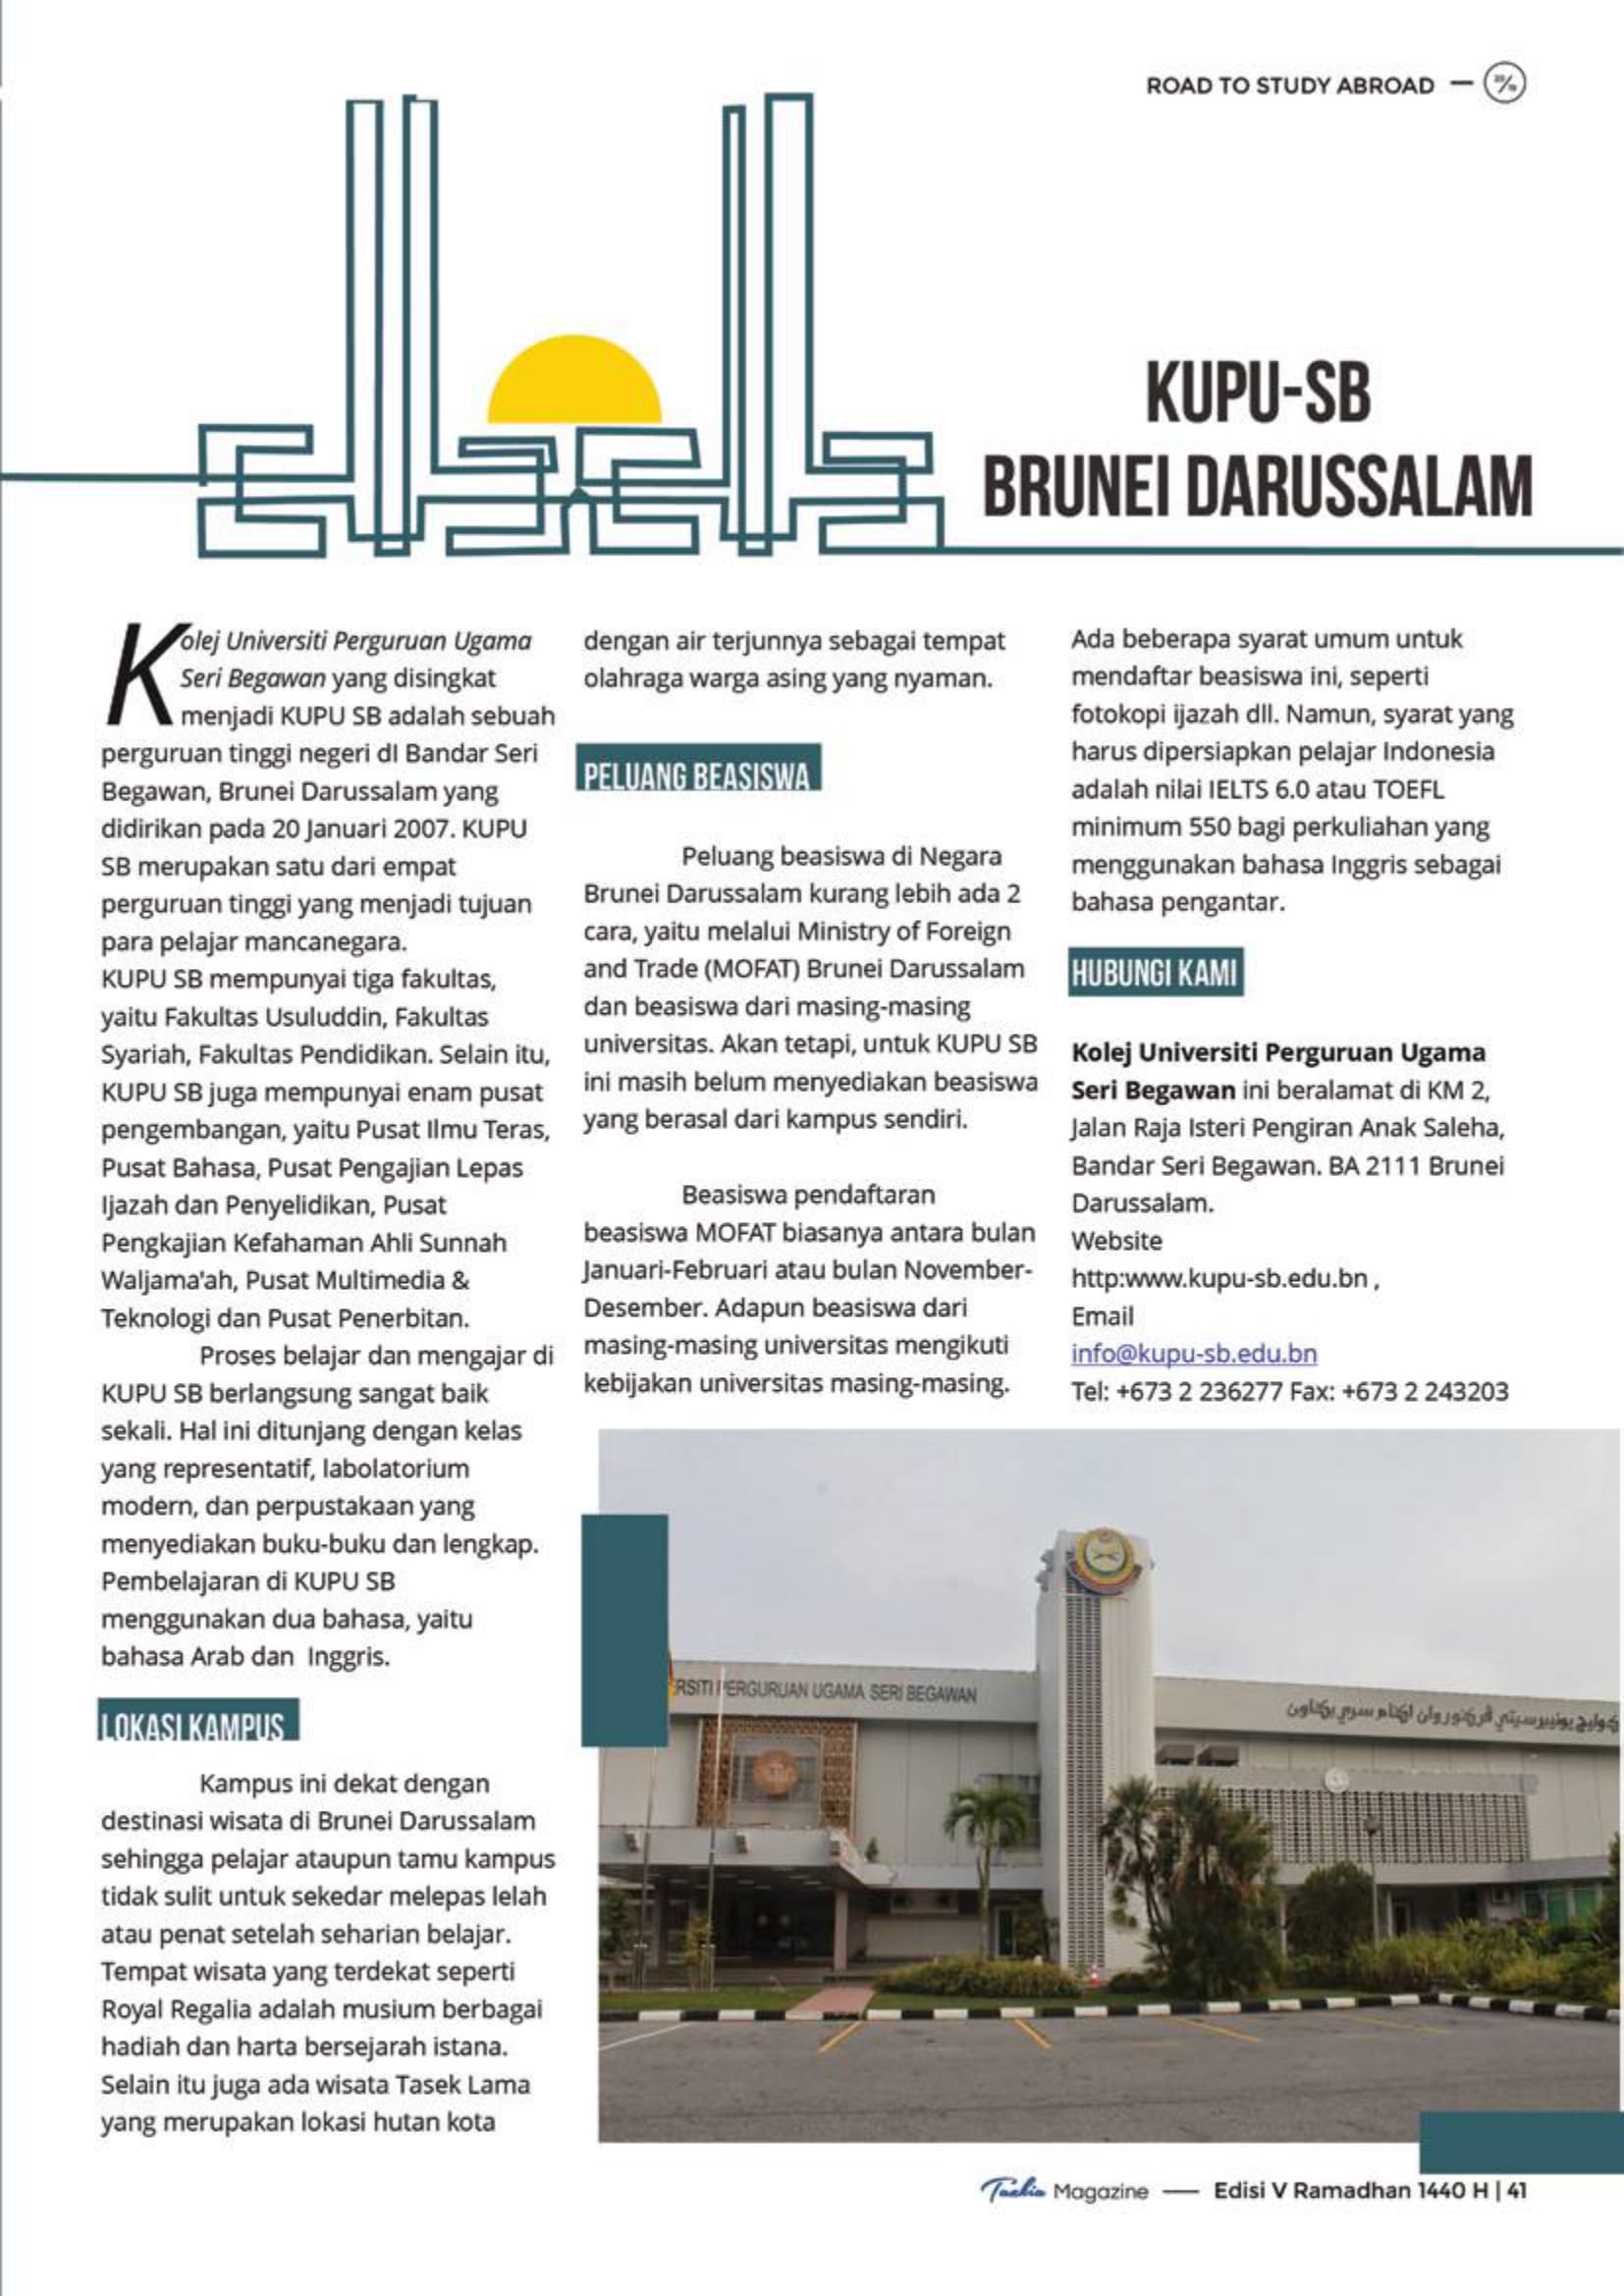 ROAD TO STUDY ABROAD
KUPU-SB
BRUNEI DARUSSALAM
Kolej Universiti Perguruan Ugama
Seri Begawan yang disingkat
menjadi KUPU SB adalah sebuah
perguruan tinggi negeri dI Bandar Seri
Begawan, Brunei Darussalam yang
didirikan pada 20 Januari 2007. KUPU
SB merupakan satu dari empat
perguruan tinggi yang menjadi tujuan
para pelajar mancanegara.
KUPU SB mempunyai tiga fakultas,
yaitu Fakultas Usuluddin, Fakultas
Syariah, Fakultas Pendidikan. Selain itu,
KUPU SB juga mempunyai enam pusat
pengembangan, yaitu Pusat Ilmu Teras,
Pusat Bahasa, Pusat Pengajian Lepas
Ijazah dan Penyelidikan, Pusat
Pengkajian Kefahaman Ahli Sunnah
Waljama'ah, Pusat Multimedia &
Teknologi dan Pusat Penerbitan.
Proses belajar dan mengajar di
KUPU SB berlangsung sangat baik
sekali. Hal ini ditunjang dengan kelas
yang representatif, labolatorium
modern, dan perpustakaan yang
menyediakan buku-buku dan lengkap.
Pembelajaran di KUPU SB
menggunakan dua bahasa, yaitu
bahasa Arab dan Inggris.
LOKASI KAMPUS
Kampus ini dekat dengan
destinasi wisata di Brunei Darussalam
sehingga pelajar ataupun tamu kampus
tidak sulit untuk sekedar melepas lelah
atau penat setelah seharian belajar.
Tempat wisata yang terdekat seperti
Royal Regalia adalah musium berbagai
hadiah dan harta bersejarah istana.
Selain itu juga ada wisata Tasek Lama
yang merupakan lokasi hutan kota
dengan air terjunnya sebagai tempat
olahraga warga asing yang nyaman.
PELUANG BEASISWA
Peluang beasiswa di Negara
Brunei Darussalam kurang lebih ada 2
cara, yaitu melalui Ministry of Foreign
and Trade (MOFAT) Brunei Darussalam
dan beasiswa dari masing-masing
universitas. Akan tetapi, untuk KUPU SB
ini masih belum menyediakan beasiswa
yang berasal dari kampus sendiri.
Beasiswa pendaftaran
beasiswa MOFAT biasanya antara bulan
Januari-Februari atau bulan November-
Desember. Adapun beasiswa dari
masing-masing universitas mengikuti
kebijakan universitas masing-masing.
Ada beberapa syarat umum untuk
mendaftar beasiswa ini, seperti
fotokopi ijazah dll. Namun, syarat yang
harus dipersiapkan pelajar Indonesia
adalah nilai IELTS 6.0 atau TOEFL
minimum 550 bagi perkuliahan yang
menggunakan bahasa Inggris sebagai
bahasa pengantar.
HUBUNGI KAMI
Kolej Universiti Perguruan Ugama
Seri Begawan ini beralamat di KM 2,
Jalan Raja Isteri Pengiran Anak Saleha,
Bandar Seri Begawan. BA 2111 Brunei
Darussalam.
Website
http:www.kupu-sb.edu.bn ,
Email
info@kupu-sb.edu.bn
Tel: +673 2 236277 Fax: +673 2 243203
ERSITI PERGURUAN UGAMA SERI BEGAWAN
Tazkia Magazine — Edisi V Ramadhan 1440 H | 41